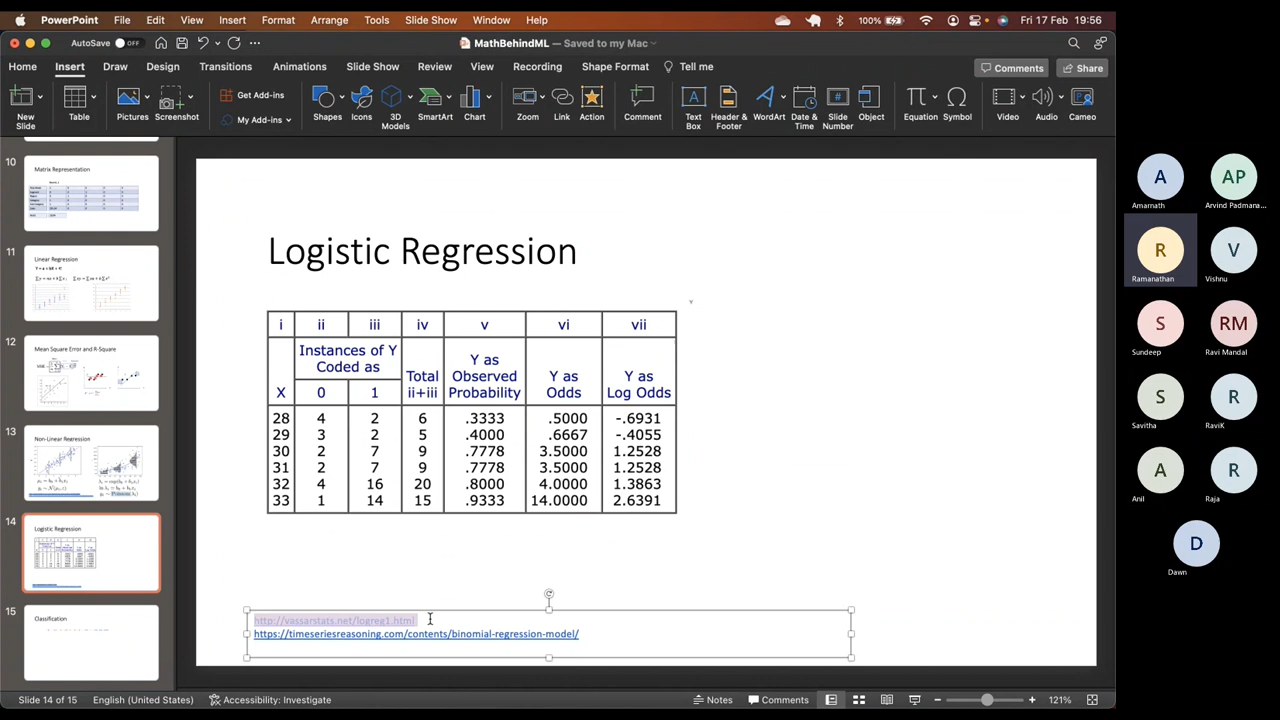 PowerPoint File Edit View Insert Format Arrange Tools Slide Show Window Help 100% Fri 17 Feb 19:56
AutoSave OFF MathBehindML — Saved to my Mac
Home Insert Draw Design Transitions Animations Slide Show Review View Recording Shape Format Tell me Comments Share
New Slide Table Pictures Screenshot Get Add-ins My Add-ins Shapes Icons 3D Models SmartArt Chart Zoom Link Action Comment Text Box Header & Footer WordArt Date & Time Slide Number Object Equation Symbol Video Audio Cameo
10 Matrix Representation
11 Linear Regression
12 Mean Square Error and R-Square
13 Non-Linear Regression
14 Logistic Regression
15 Classification
Logistic Regression
i ii iii iv v vi vii
X Instances of Y Coded as 0 1 Total ii+iii Y as Observed Probability Y as Odds Y as Log Odds
28 4 2 6 .3333 .5000 -.6931
29 3 2 5 .4000 .6667 -.4055
30 2 7 9 .7778 3.5000 1.2528
31 2 7 9 .7778 3.5000 1.2528
32 4 16 20 .8000 4.0000 1.3863
33 1 14 15 .9333 14.0000 2.6391
http://vassarstats.net/logreg1.html
https://timeseriesreasoning.com/contents/binomial-regression-model/
A AP
Amarnath Arvind Padmana...
R V
Ramanathan Vishnu
S RM
Sundeep Ravi Mandal
S R
Savitha RaviK
A R
Anil Raja
D
Dawn
Slide 14 of 15 English (United States) Accessibility: Investigate Notes Comments 121%